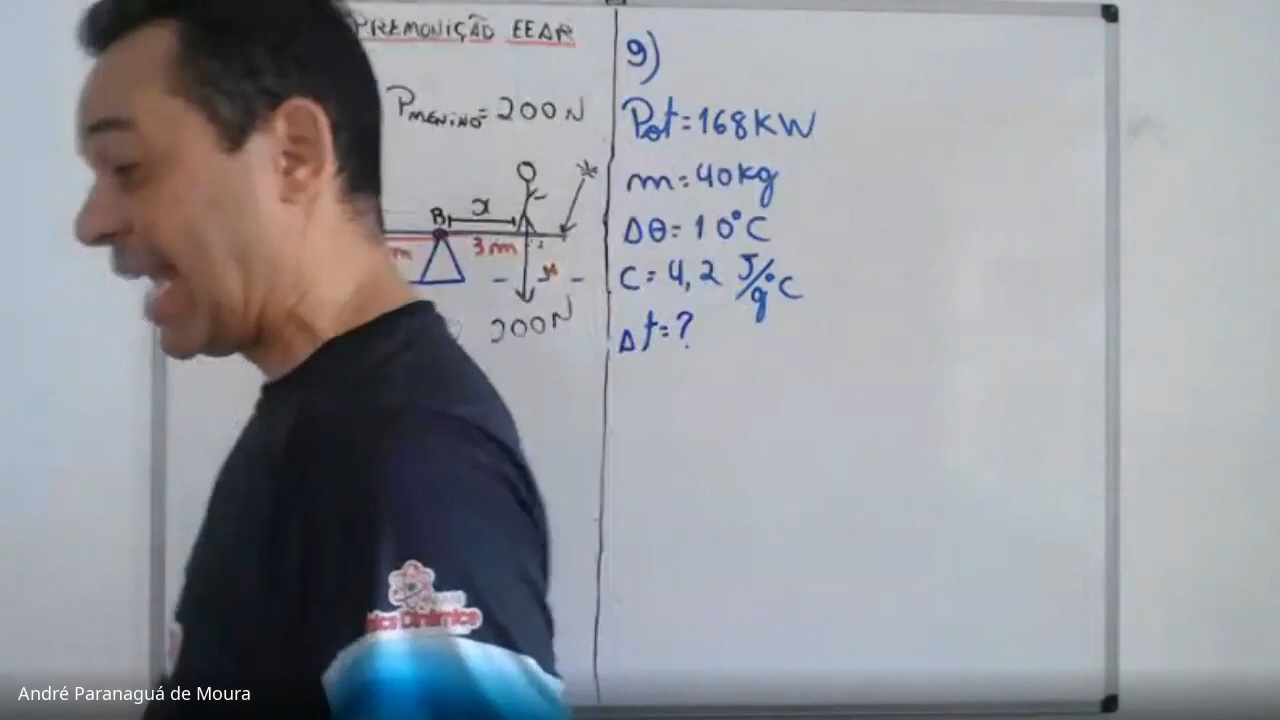 PREMONIÇÃO EEAR
PMENINO = 200N
B x
m 3m
200N
9)
Pot = 168 KW
m = 40 kg
Δθ = 10°C
C = 4,2 J/g°C
Δt = ?
Dinâmica
André Paranaguá de Moura